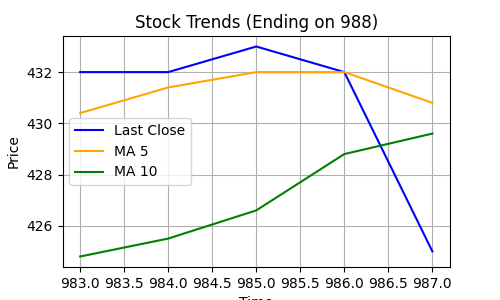 Stock Trends (Ending on 988)
Price
432
430
428
426
Last Close
MA 5
MA 10
983.0 983.5 984.0 984.5 985.0 985.5 986.0 986.5 987.0
Time